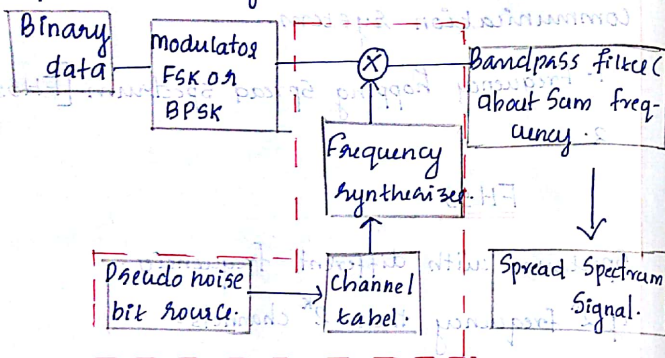 Binary
data
Modulator
FSK or
BPSK
X
Bandpass filter (
about Sum freq-
uency.
Frequency
synthesizer.
Pseudo noise
bit source.
Channel
tabel.
Spread Spectrum
Signal.